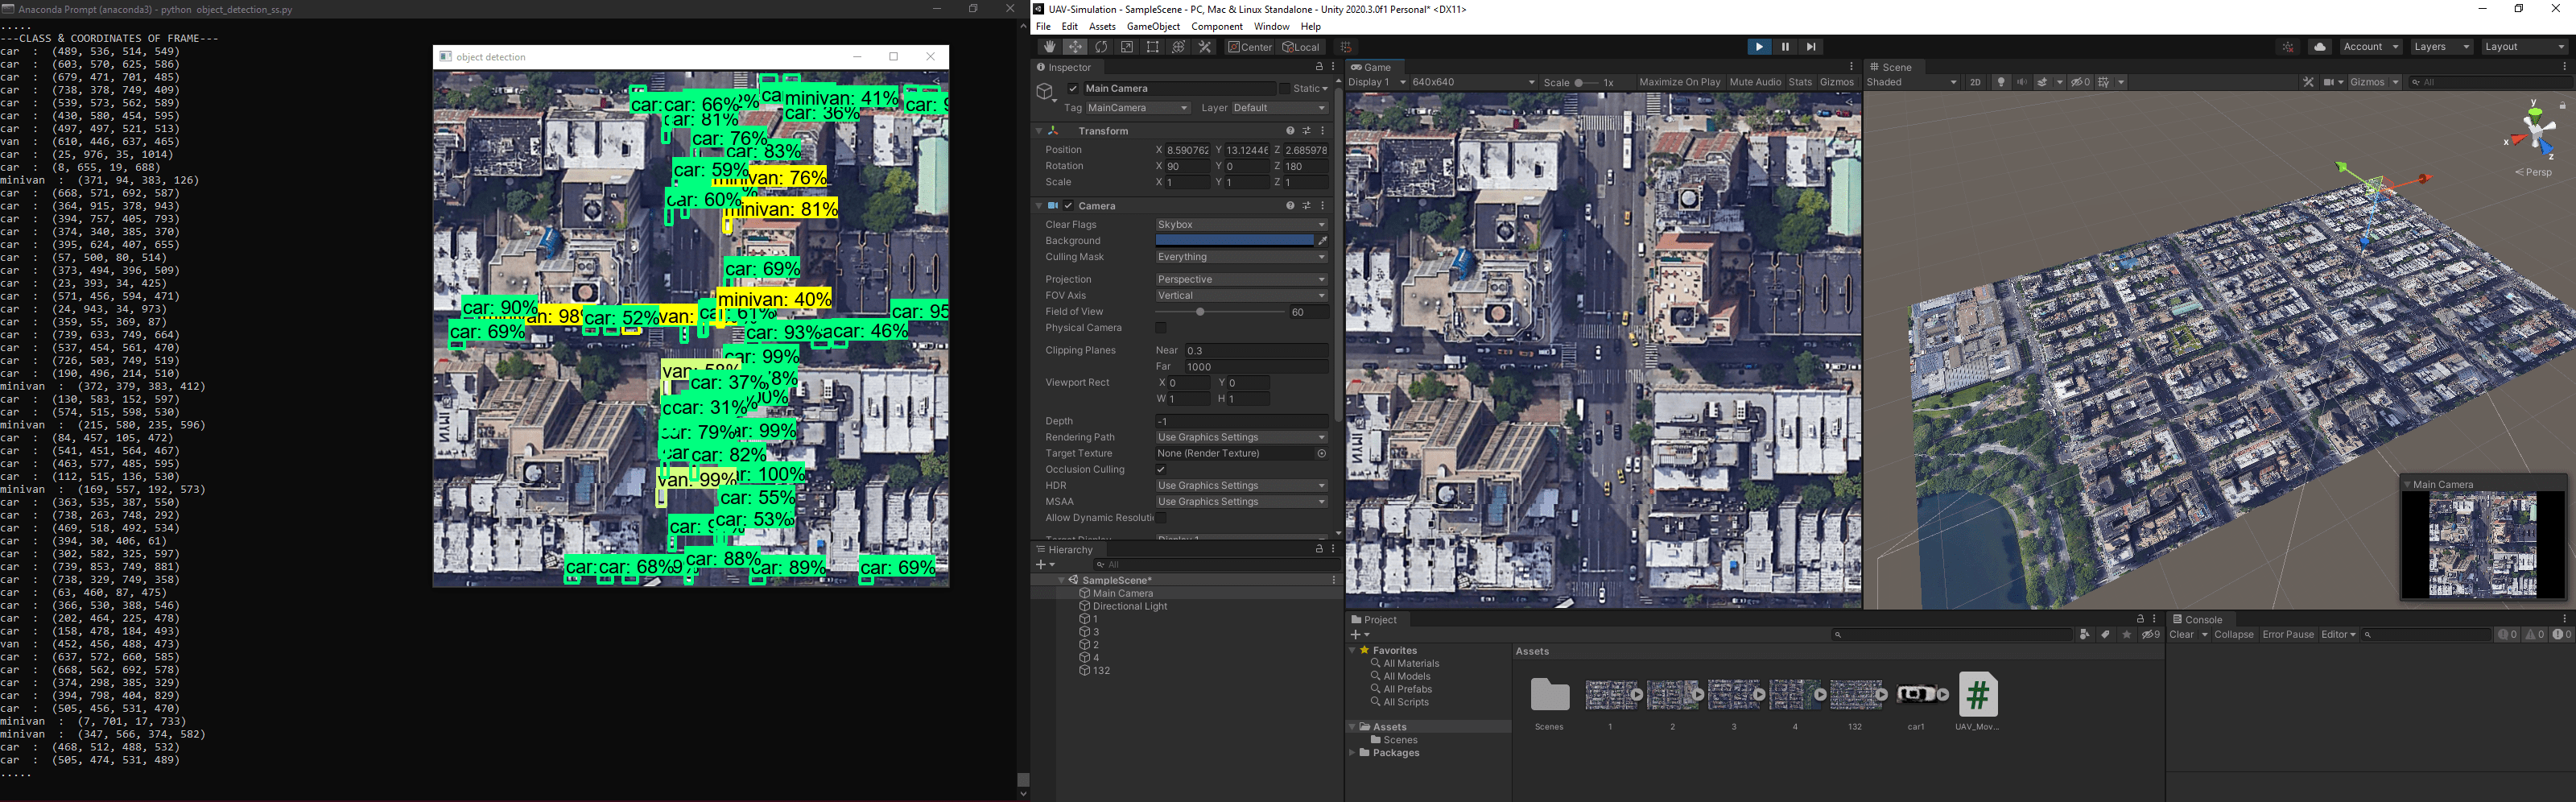 Anaconda Prompt (anaconda3) - python object_detection_ss.py
.....
---CLASS & COORDINATES OF FRAME---
car : (489, 536, 514, 549)
car : (603, 570, 625, 586)
car : (679, 471, 701, 485)
car : (738, 378, 749, 409)
car : (539, 573, 562, 589)
car : (430, 580, 454, 595)
car : (497, 497, 521, 513)
van : (610, 446, 637, 465)
car : (25, 976, 35, 1014)
car : (8, 655, 19, 688)
minivan : (371, 94, 383, 126)
car : (668, 571, 692, 587)
car : (364, 915, 378, 943)
car : (394, 757, 405, 793)
car : (374, 340, 385, 370)
car : (395, 624, 407, 655)
car : (57, 500, 80, 514)
car : (373, 494, 396, 509)
car : (23, 393, 34, 425)
car : (571, 456, 594, 471)
car : (24, 943, 34, 973)
car : (359, 55, 369, 87)
car : (739, 633, 749, 664)
car : (537, 454, 561, 470)
car : (726, 503, 749, 519)
car : (190, 496, 214, 510)
minivan : (372, 379, 383, 412)
car : (130, 583, 152, 597)
car : (574, 515, 598, 530)
minivan : (215, 580, 235, 596)
car : (84, 457, 105, 472)
car : (541, 451, 564, 467)
car : (463, 577, 485, 595)
car : (112, 515, 136, 530)
minivan : (169, 557, 192, 573)
car : (363, 535, 387, 550)
car : (738, 263, 748, 292)
car : (469, 518, 492, 534)
car : (394, 30, 406, 61)
car : (302, 582, 325, 597)
car : (739, 853, 749, 881)
car : (738, 329, 749, 358)
car : (63, 460, 87, 475)
car : (366, 530, 388, 546)
car : (202, 464, 225, 478)
car : (158, 478, 184, 493)
van : (452, 456, 488, 473)
car : (637, 572, 660, 585)
car : (668, 562, 692, 578)
car : (374, 298, 385, 329)
car : (394, 798, 404, 829)
car : (505, 456, 531, 470)
minivan : (7, 701, 17, 733)
minivan : (347, 566, 374, 582)
car : (468, 512, 488, 532)
car : (505, 474, 531, 489)
.....
object detection
minivan: 41%
car: 66%
car: 36%
car: 81%
car: 76%
car: 83%
car: 59%
minivan: 76%
car: 60%
minivan: 81%
car: 69%
minivan: 40%
car: 90%
car: 52%
car: 69%
car: 93%
car: 46%
car: 99%
van: 58%
car: 37%
car: 31%
car: 79%
car: 99%
car: 82%
van: 99%
car: 100%
car: 55%
car: 53%
car: 68%
car: 88%
car: 89%
car: 69%
UAV-Simulation - SampleScene - PC, Mac & Linux Standalone - Unity 2020.3.0f1 Personal* <DX11>
File Edit Assets GameObject Component Window Help
Center Local
Account Layers Layout
Inspector
Main Camera Static
Tag MainCamera Layer Default
Transform
Position X 8.590762 Y 13.12446 Z 2.685978
Rotation X 90 Y 0 Z 180
Scale X 1 Y 1 Z 1
Camera
Clear Flags Skybox
Background
Culling Mask Everything
Projection Perspective
FOV Axis Vertical
Field of View 60
Physical Camera
Clipping Planes Near 0.3
Far 1000
Viewport Rect X 0 Y 0
W 1 H 1
Depth -1
Rendering Path Use Graphics Settings
Target Texture None (Render Texture)
Occlusion Culling
HDR Use Graphics Settings
MSAA Use Graphics Settings
Allow Dynamic Resoluti
Hierarchy
All
SampleScene*
Main Camera
Directional Light
1
3
2
4
132
Game
Display 1 640x640 Scale 1x Maximize On Play Mute Audio Stats Gizmos
Scene
Shaded 2D 0 Gizmos All
y
x
z
Persp
Main Camera
Project
9
Favorites
All Materials
All Models
All Prefabs
All Scripts
Assets
Scenes
Packages
Assets
Scenes 1 2 3 4 132 car1 UAV_Mov...
Console
Clear Collapse Error Pause Editor 0 0 0